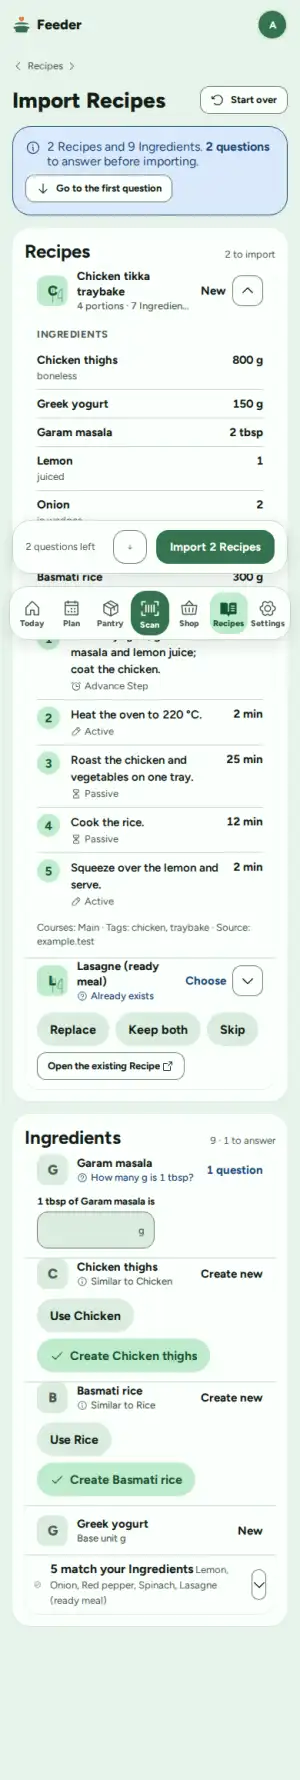 Feeder
A
Recipes
Import Recipes
Start over
2 Recipes and 9 Ingredients. 2 questions
to answer before importing.
Go to the first question
Recipes
2 to import
C
Chicken tikka
traybake
4 portions · 7 Ingredien...
New
INGREDIENTS
Chicken thighs
800 g
boneless
Greek yogurt
150 g
Garam masala
2 tbsp
Lemon
1
juiced
Onion
2
2 questions left
Import 2 Recipes
Basmati rice
300 g
Today
Plan
Pantry
Scan
Shop
Recipes
Settings
masala and lemon juice;
coat the chicken.
Advance Step
2
Heat the oven to 220 °C.
2 min
Active
3
Roast the chicken and
vegetables on one tray.
25 min
Passive
4
Cook the rice.
12 min
Passive
5
Squeeze over the lemon and
serve.
2 min
Active
Courses: Main · Tags: chicken, traybake · Source:
example.test
L
Lasagne (ready
meal)
Already exists
Choose
Replace
Keep both
Skip
Open the existing Recipe
Ingredients
9 · 1 to answer
G
Garam masala
How many g is 1 tbsp?
1 question
1 tbsp of Garam masala is
g
C
Chicken thighs
Similar to Chicken
Create new
Use Chicken
Create Chicken thighs
B
Basmati rice
Similar to Rice
Create new
Use Rice
Create Basmati rice
G
Greek yogurt
Base unit g
New
5 match your Ingredients Lemon,
Onion, Red pepper, Spinach, Lasagne
(ready meal)